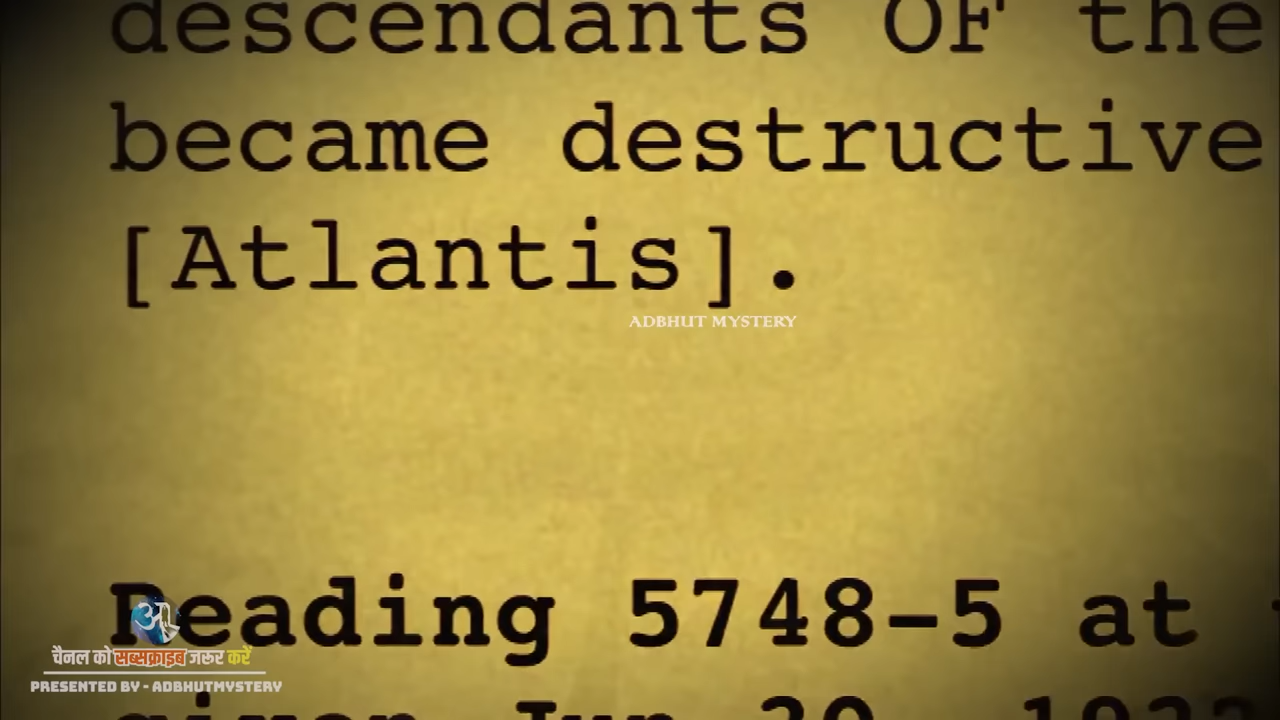 descendants OF the
became destructive
[Atlantis].
ADBHUT MYSTERY
Reading 5748-5 at
चैनल को सब्सक्राइब जरूर करें
PRESENTED BY - ADBHUTMYSTERY